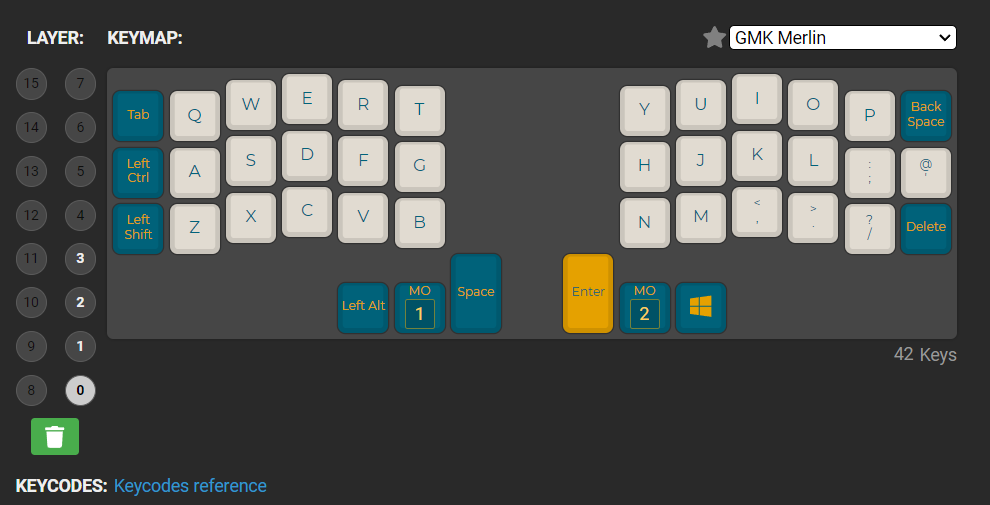 LAYER: KEYMAP: GMK Merlin
15 7
14 6
13 5
12 4
11 3
10 2
9 1
8 0
Tab Q W E R T Y U I O P Back Space
Left Ctrl A S D F G H J K L : ; @ '
Left Shift Z X C V B N M < , > . ? / Delete
Left Alt MO 1 Space Enter MO 2
42 Keys
KEYCODES: Keycodes reference